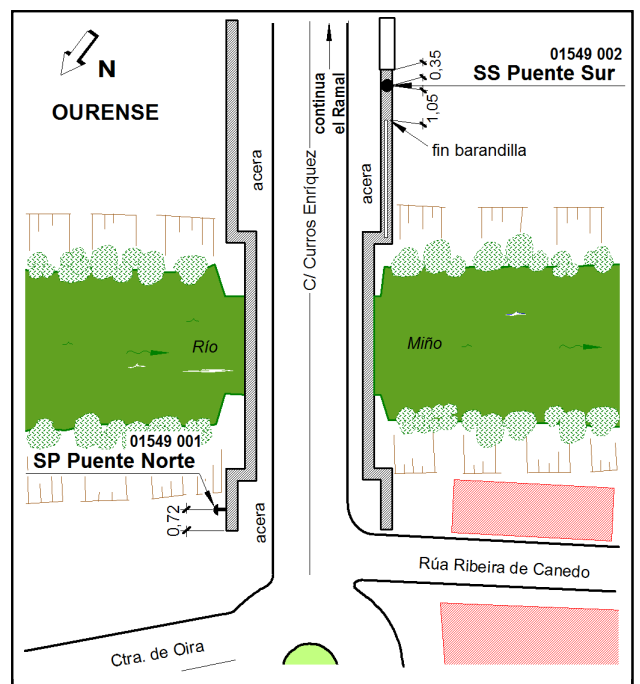 N
OURENSE
acera
C/ Curros Enríquez
continua
el Ramal
0,35
1,05
01549 002
SS Puente Sur
fin barandilla
acera
Río
Miño
01549 001
SP Puente Norte
0,72
acera
Rúa Ribeira de Canedo
Ctra. de Oira